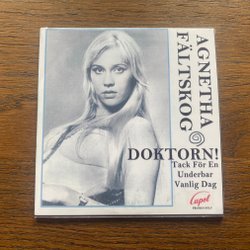 AGNETHA
FÄLTSKOG
DOKTORN!
Tack För En
Underbar
Vanlig Dag
Cupol